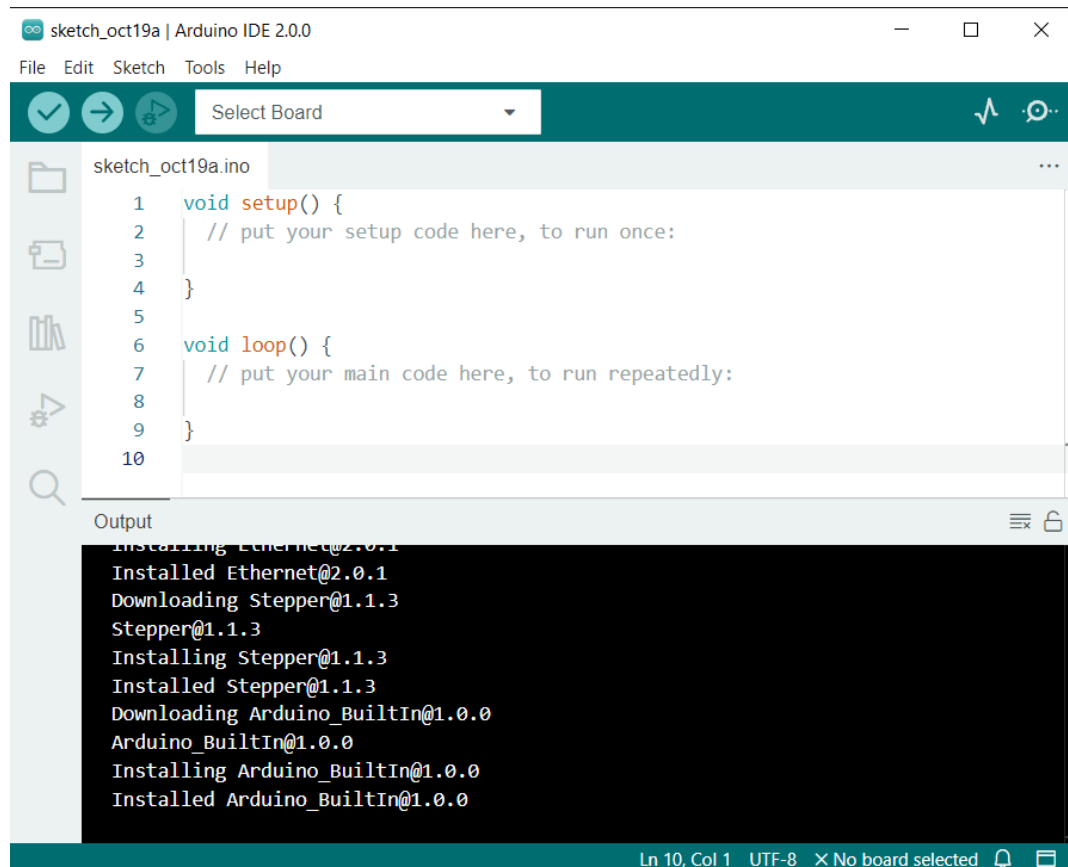 sketch_oct19a | Arduino IDE 2.0.0
File Edit Sketch Tools Help
Select Board
sketch_oct19a.ino
...
1 void setup() {
2 // put your setup code here, to run once:
3
4 }
5
6 void loop() {
7 // put your main code here, to run repeatedly:
8
9 }
10
Output
Installing Ethernet@2.0.1
Installed Ethernet@2.0.1
Downloading Stepper@1.1.3
Stepper@1.1.3
Installing Stepper@1.1.3
Installed Stepper@1.1.3
Downloading Arduino_BuiltIn@1.0.0
Arduino_BuiltIn@1.0.0
Installing Arduino_BuiltIn@1.0.0
Installed Arduino_BuiltIn@1.0.0
Ln 10, Col 1 UTF-8 × No board selected